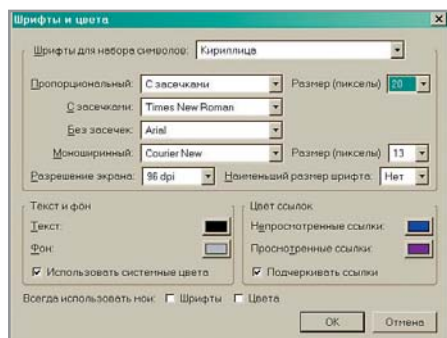 Шрифты и цвета
Шрифты для набора символов: Кириллица
Пропорциональный: С засечками Размер (пикселы) 20
С засечками: Times New Roman
Без засечек: Arial
Моноширинный: Courier New Размер (пикселы) 13
Разрешение экрана: 96 dpi Наименьший размер шрифта: Нет
Текст и фон
Текст:
Фон:
Использовать системные цвета
Цвет ссылок
Непросмотренные ссылки:
Просмотренные ссылки:
Подчеркивать ссылки
Всегда использовать мои: Шрифты Цвета
OK Отмена